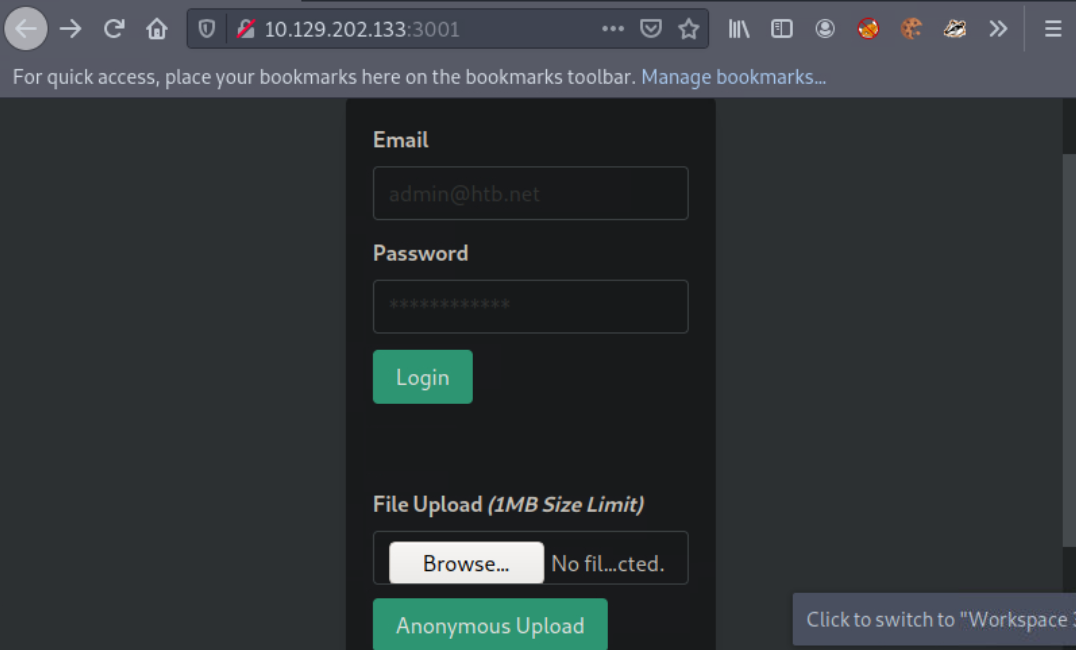 10.129.202.133:3001
For quick access, place your bookmarks here on the bookmarks toolbar. Manage bookmarks...
Email
admin@htb.net
Password
************
Login
File Upload (1MB Size Limit)
Browse... No fil...cted.
Anonymous Upload
Click to switch to "Workspace